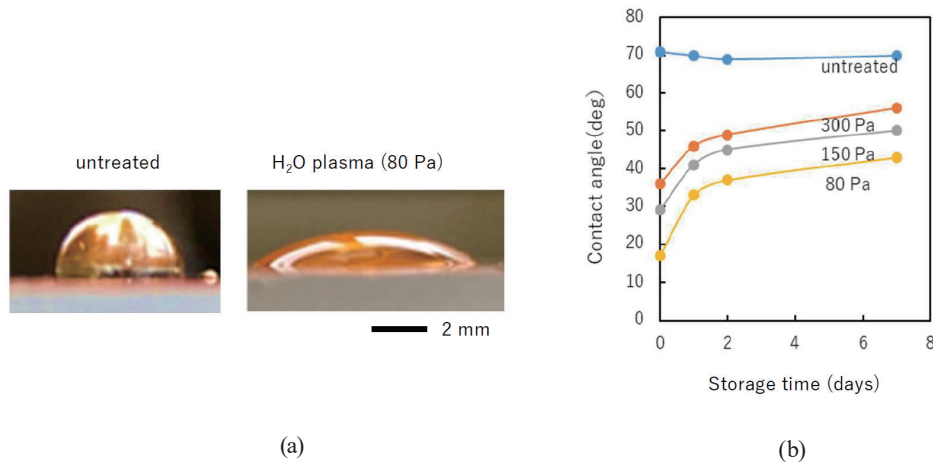 untreated
H₂O plasma (80 Pa)
2 mm
(a)
80
70
60
50
40
30
20
10
0
Contact angle(deg)
untreated
300 Pa
150 Pa
80 Pa
0 2 4 6 8
Storage time (days)
(b)